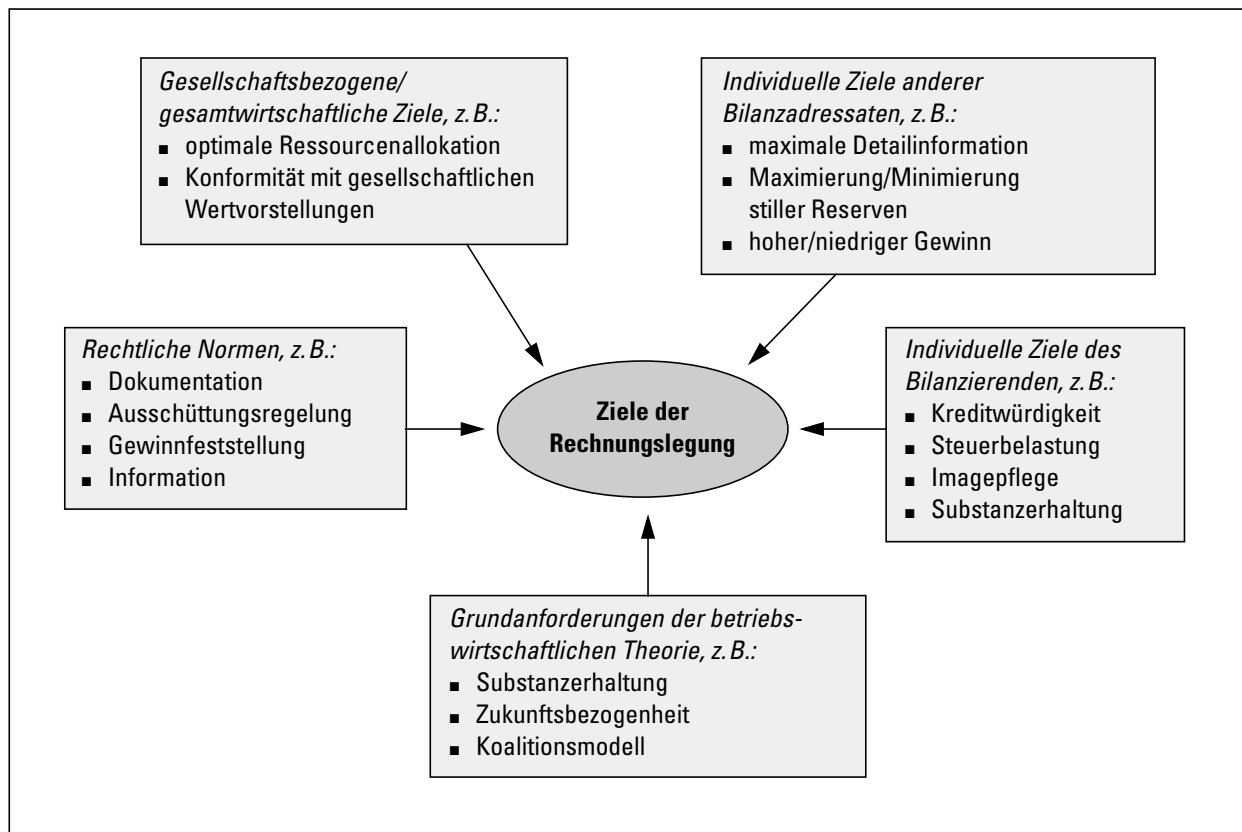 Gesellschaftsbezogene/
gesamtwirtschaftliche Ziele, z. B.:
■ optimale Ressourcenallokation
■ Konformität mit gesellschaftlichen
Wertvorstellungen
Individuelle Ziele anderer
Bilanzadressaten, z. B.:
■ maximale Detailinformation
■ Maximierung/Minimierung
stiller Reserven
■ hoher/niedriger Gewinn
Rechtliche Normen, z. B.:
■ Dokumentation
■ Ausschüttungsregelung
■ Gewinnfeststellung
■ Information
Ziele der
Rechnungslegung
Individuelle Ziele des
Bilanzierenden, z. B.:
■ Kreditwürdigkeit
■ Steuerbelastung
■ Imagepflege
■ Substanzerhaltung
Grundanforderungen der betriebs-
wirtschaftlichen Theorie, z. B.:
■ Substanzerhaltung
■ Zukunftsbezogenheit
■ Koalitionsmodell